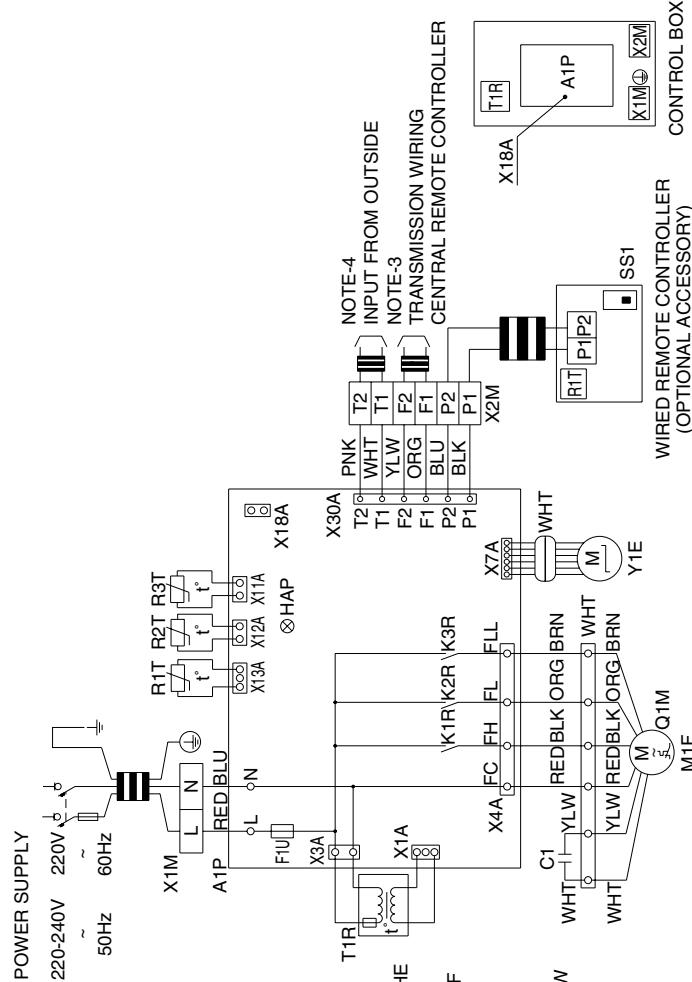 POWER SUPPLY
220-240V 220V
~ ~
50Hz 60Hz
X1M
L N
A1P
RED BLU
L N
F1U
X3A
X1A
T1R
t°
R1T R2T R3T
t° t° t°
X13A X12A X11A
HAP
X18A
X30A
T2
T1
F2
F1
P2
P1
PNK
WHT
YLW
ORG
BLU
BLK
T2
T1
F2
F1
P2
P1
X2M
NOTE-4
INPUT FROM OUTSIDE
NOTE-3
TRANSMISSION WIRING
CENTRAL REMOTE CONTROLLER
K1R K2R K3R
FC FH FL FLL
X4A
X7A
WHT
M
Y1E
RED BLK ORG BRN
WHT
YLW
C1
WHT
WHT YLW RED BLK ORG BRN
M
~
Q1M
M1F
R1T
P1 P2
SS1
WIRED REMOTE CONTROLLER
(OPTIONAL ACCESSORY)
X18A
T1R
A1P
X1M X2M
CONTROL BOX
HE
F
W